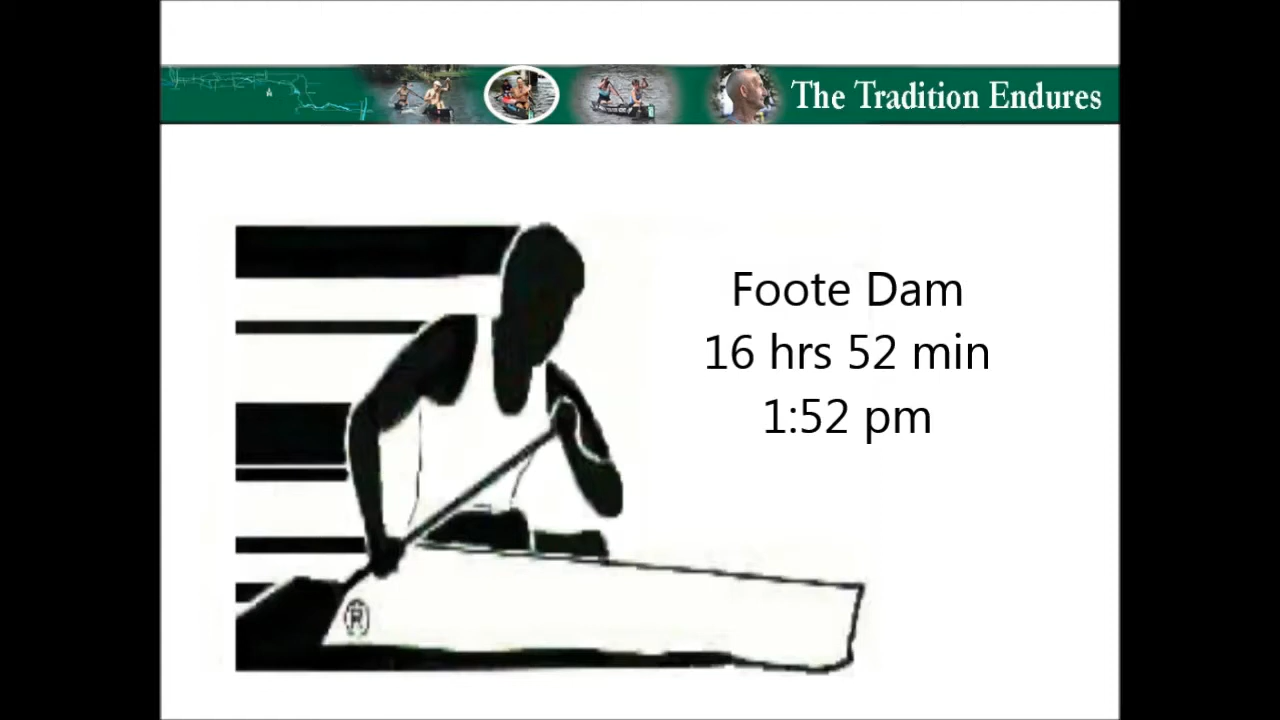 The Tradition Endures
Foote Dam
16 hrs 52 min
1:52 pm
®